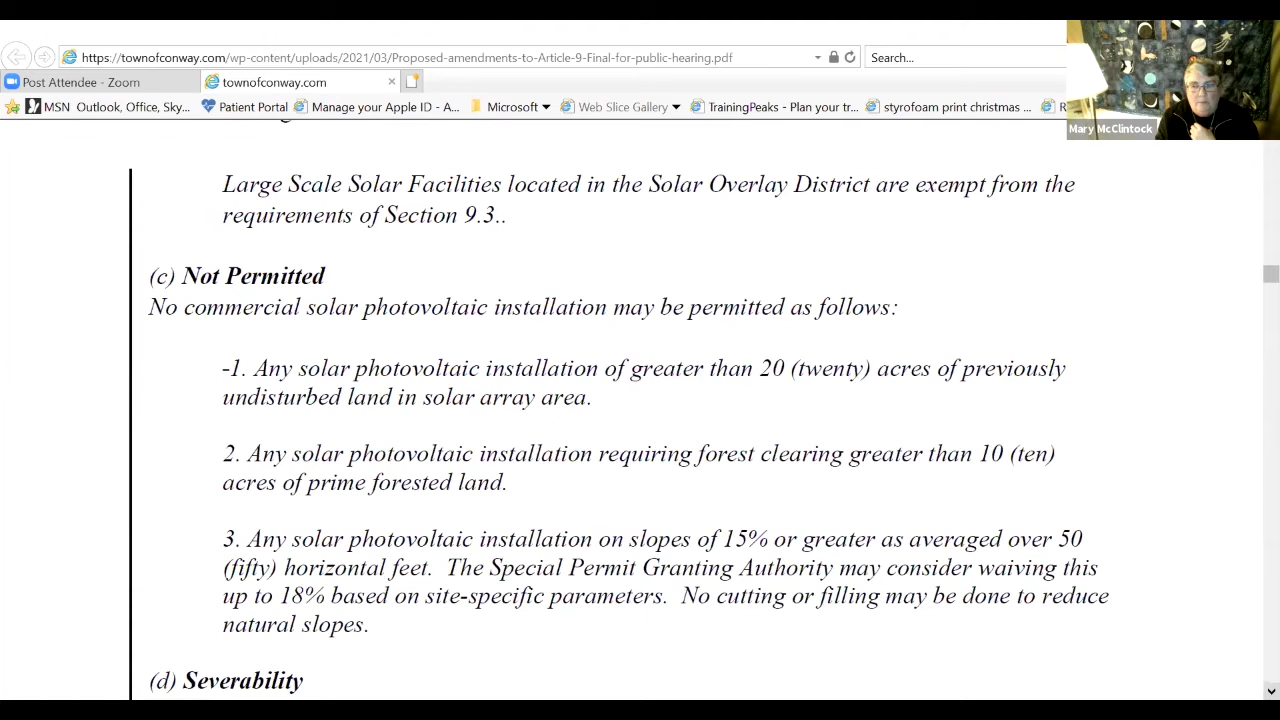 https://townofconway.com/wp-content/uploads/2021/03/Proposed-amendments-to-Article-9-Final-for-public-hearing.pdf
Search...
Post Attendee - Zoom
townofconway.com
MSN
Outlook, Office, Sky...
Patient Portal
Manage your Apple ID - A...
Microsoft
Web Slice Gallery
TrainingPeaks - Plan your tr...
styrofoam print christmas ...
Mary McClintock
Large Scale Solar Facilities located in the Solar Overlay District are exempt from the
requirements of Section 9.3..
(c) Not Permitted
No commercial solar photovoltaic installation may be permitted as follows:
-1. Any solar photovoltaic installation of greater than 20 (twenty) acres of previously
undisturbed land in solar array area.
2. Any solar photovoltaic installation requiring forest clearing greater than 10 (ten)
acres of prime forested land.
3. Any solar photovoltaic installation on slopes of 15% or greater as averaged over 50
(fifty) horizontal feet. The Special Permit Granting Authority may consider waiving this
up to 18% based on site-specific parameters. No cutting or filling may be done to reduce
natural slopes.
(d) Severability